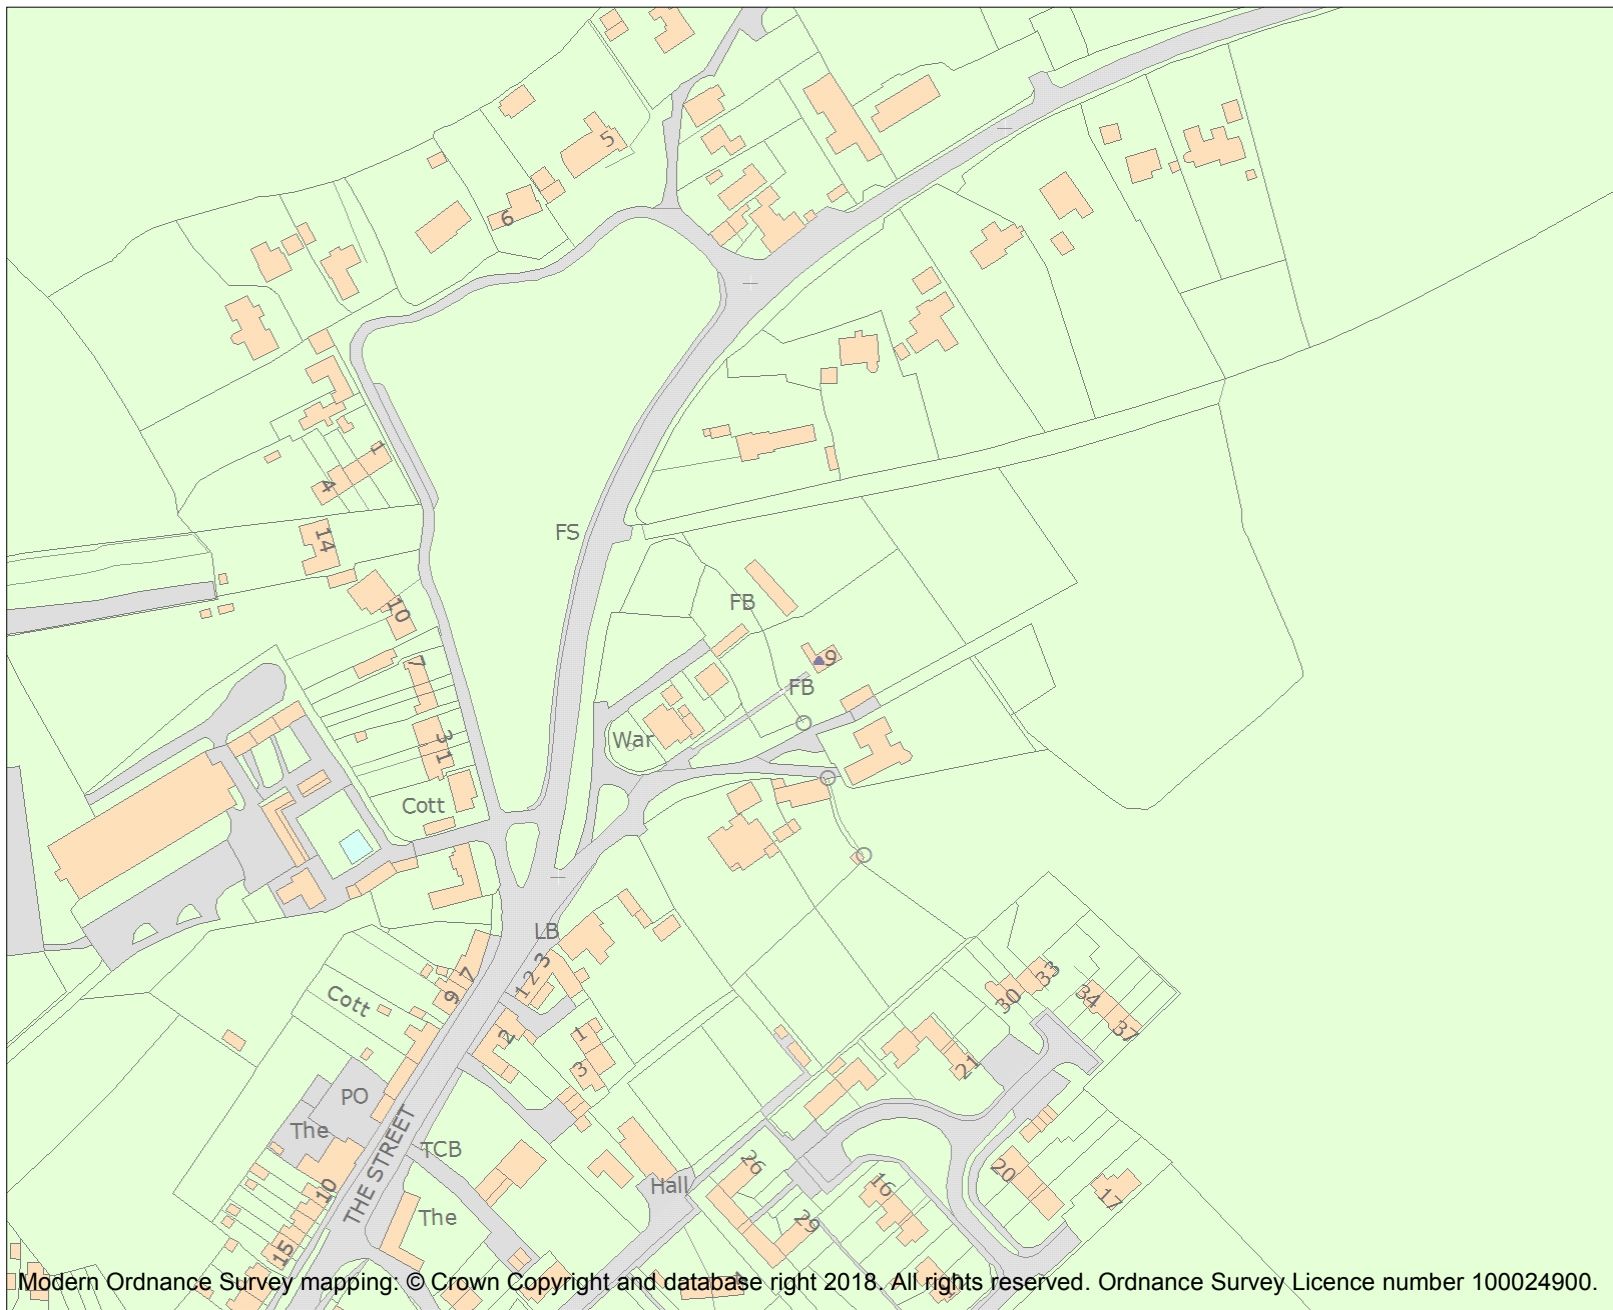 5
6
1
4
14
FS
10
FB
9
7
FB
War
31
Cott
LB
3
1 2
7
9
Cott
33
30
34
37
2
1
3
21
PO
The
TCB
THE STREET
26
20
Hall
16
17
10
The
29
15
Modern Ordnance Survey mapping: © Crown Copyright and database right 2018. All rights reserved. Ordnance Survey Licence number 100024900.